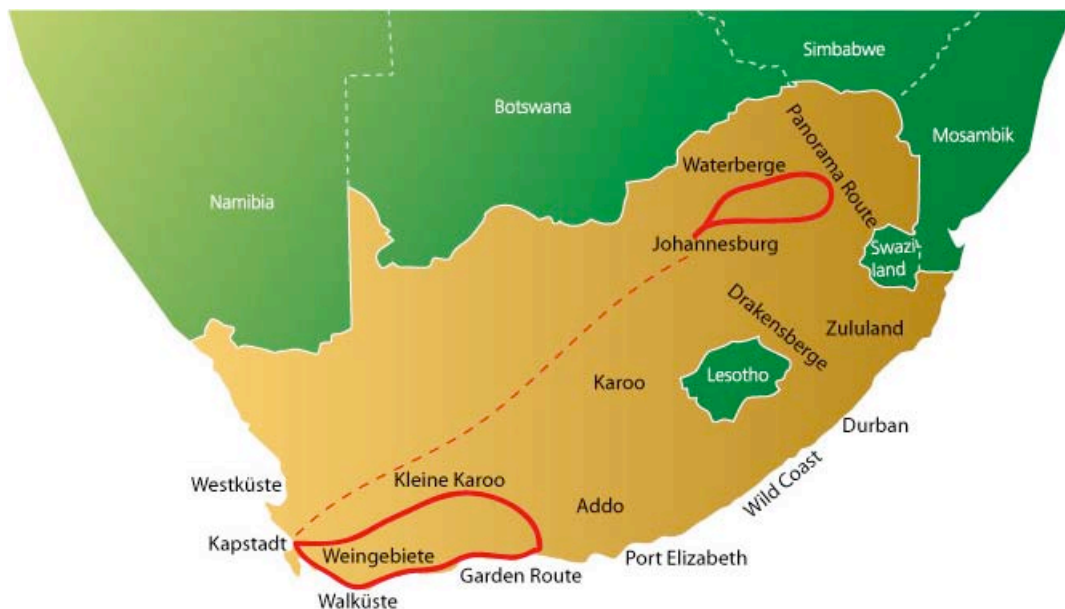 Simbabwe
Botswana
Mosambik
Panorama Route
Waterberge
Namibia
Johannesburg
Swazi-
land
Drakensberge
Zululand
Lesotho
Karoo
Durban
Wild Coast
Kleine Karoo
Westküste
Addo
Kapstadt
Weingebiete
Port Elizabeth
Garden Route
Walküste